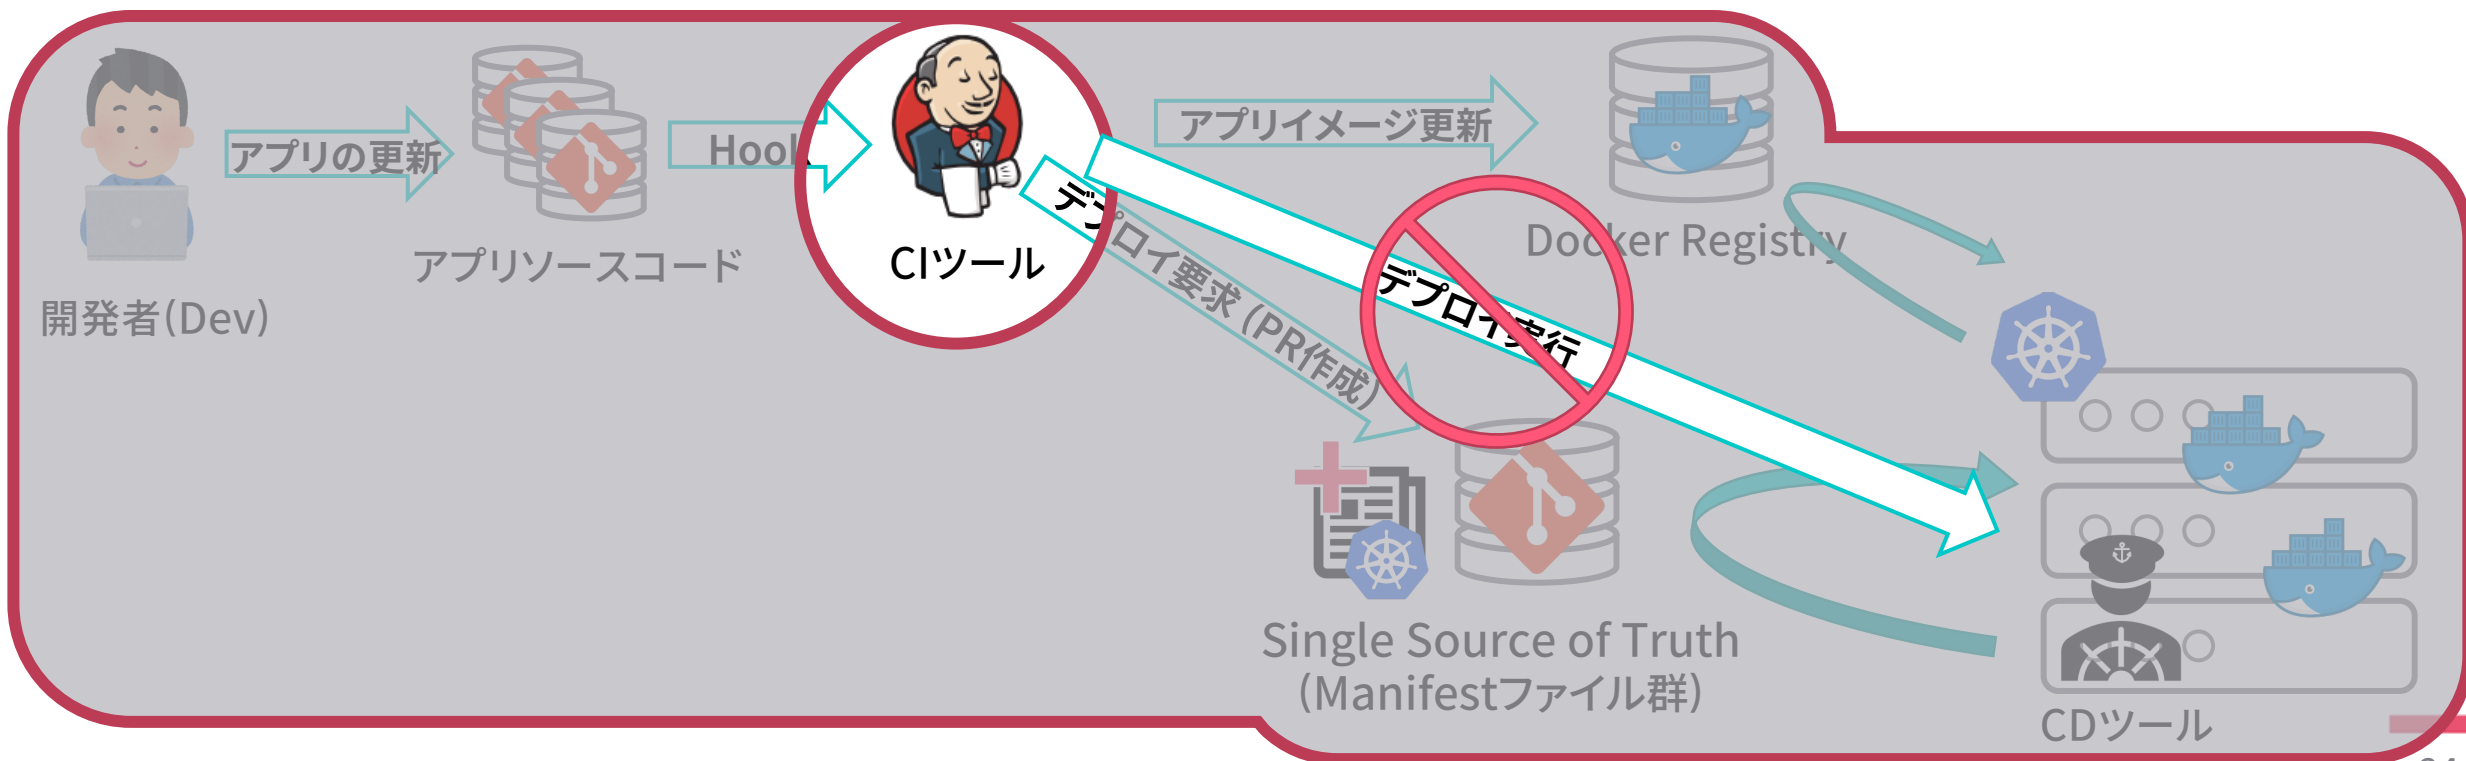 アプリの更新
Hook
アプリイメージ更新
開発者(Dev)
アプリソースコード
CIツール
デプロイ要求 (PR作成)
デプロイ実行
Docker Registry
Single Source of Truth
(Manifestファイル群)
CDツール